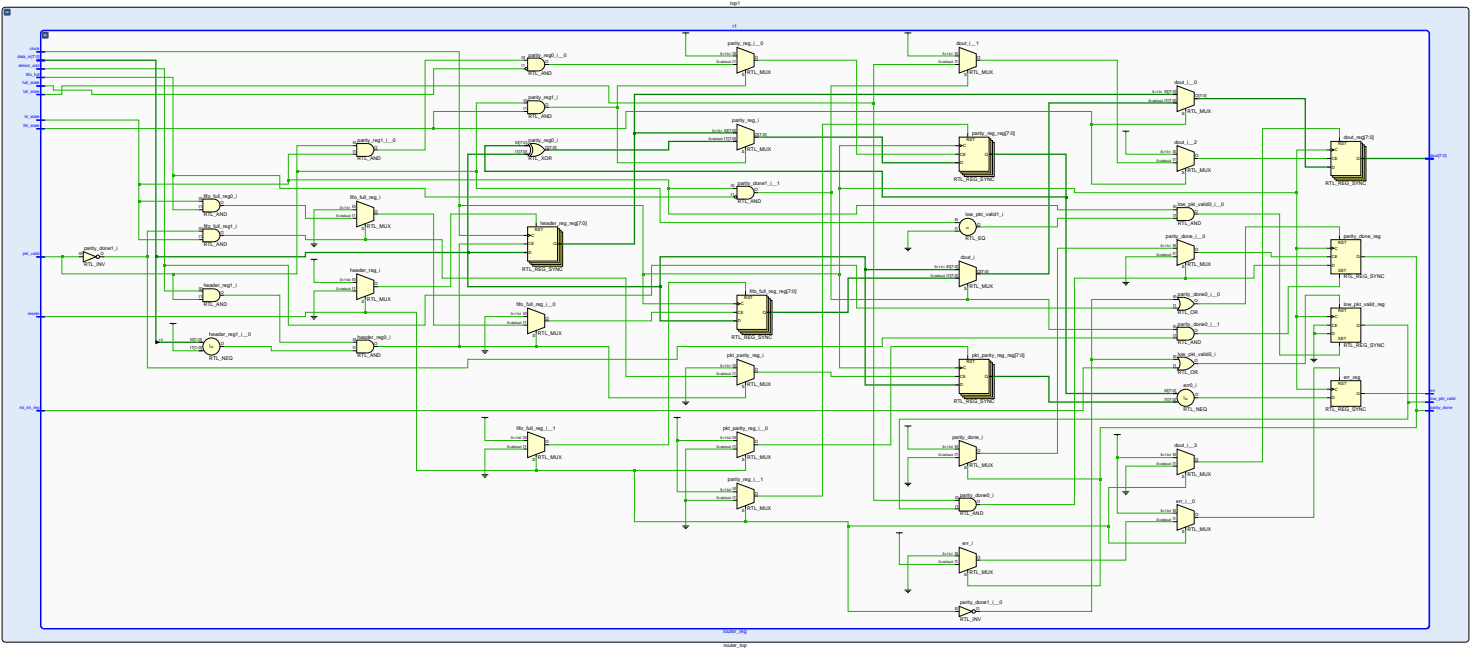 top1
r1
clock
data_in[7:0]
detect_add
fifo_full
full_state
laf_state
ld_state
lfd_state
pkt_valid
resetn
rst_int_reg
parity_reg0_i__0
RTL_AND
parity_reg1_i
RTL_AND
parity_reg1_i__0
RTL_AND
parity_reg0_i
RTL_XOR
parity_reg_i__0
RTL_MUX
parity_reg_i
RTL_MUX
dout_i__1
RTL_MUX
dout_i__0
RTL_MUX
dout_i__2
RTL_MUX
parity_reg_reg[7:0]
RTL_REG_SYNC
dout_reg[7:0]
RTL_REG_SYNC
dout[7:0]
parity_done1_i__1
RTL_AND
fifo_full_reg0_i
RTL_AND
fifo_full_reg1_i
RTL_AND
fifo_full_reg_i
RTL_MUX
parity_done1_i
RTL_INV
header_reg_reg[7:0]
RTL_REG_SYNC
low_pkt_valid1_i
RTL_EQ
low_pkt_valid0_i__0
RTL_AND
parity_done_i__0
RTL_MUX
parity_done_reg
RTL_REG_SYNC
header_reg_i
RTL_MUX
header_reg1_i
RTL_AND
header_reg1_i__0
RTL_NEQ
header_reg0_i
RTL_AND
fifo_full_reg_i__0
RTL_MUX
fifo_full_reg_reg[7:0]
RTL_REG_SYNC
dout_i
RTL_MUX
parity_done0_i__0
RTL_OR
parity_done0_i__1
RTL_AND
low_pkt_valid_reg
RTL_REG_SYNC
low_pkt_valid0_i
RTL_OR
pkt_parity_reg_i
RTL_MUX
pkt_parity_reg_reg[7:0]
RTL_REG_SYNC
err0_i
RTL_NEQ
err_reg
RTL_REG_SYNC
err
low_pkt_valid
parity_done
fifo_full_reg_i__1
RTL_MUX
pkt_parity_reg_i__0
RTL_MUX
parity_reg_i__1
RTL_MUX
parity_done_i
RTL_MUX
dout_i__3
RTL_MUX
parity_done0_i
RTL_AND
err_i__0
RTL_MUX
err_i
RTL_MUX
parity_done1_i__0
RTL_INV
router_reg
router_top